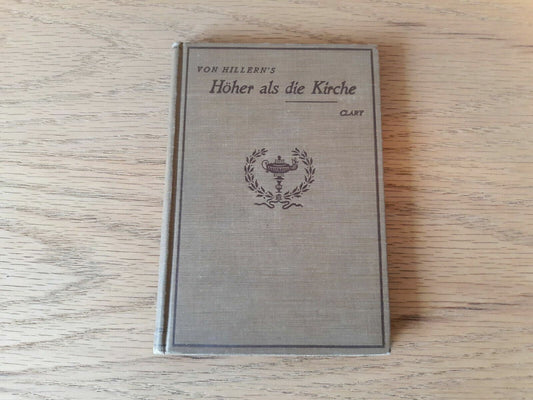 VON HILLERN'S
Höher als die Kirche
CLARY